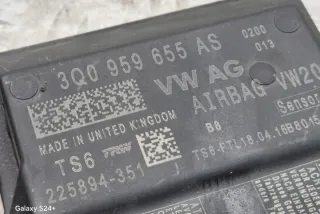 3Q0 959 655 AS
0200
013
VW AG
AIRBAG VW20
MADE IN UNITED KINGDOM
Sensor
B8
TS6 TRW
225894-351 J
Galaxy S24+